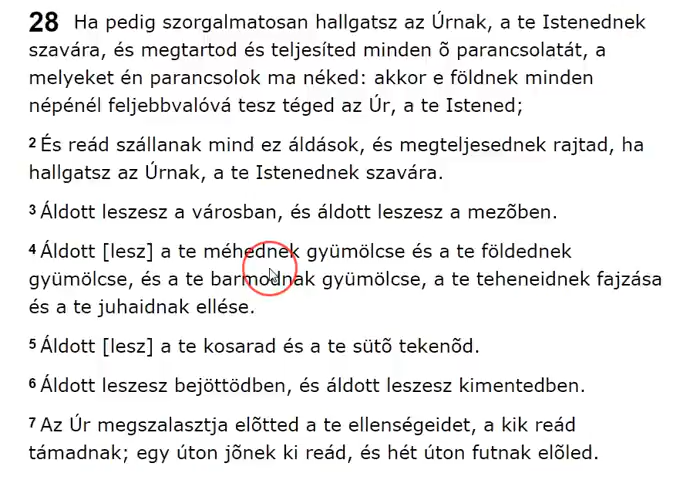 28 Ha pedig szorgalmatosan hallgatsz az Úrnak, a te Istenednek
szavára, és megtartod és teljesíted minden õ parancsolatát, a
melyeket én parancsolok ma néked: akkor e földnek minden
népénél feljebbvalóvá tesz téged az Úr, a te Istened;
2 És reád szállanak mind ez áldások, és megteljesednek rajtad, ha
hallgatsz az Úrnak, a te Istenednek szavára.
3 Áldott leszesz a városban, és áldott leszesz a mezõben.
4 Áldott [lesz] a te méhednek gyümölcse és a te földednek
gyümölcse, és a te barmodnak gyümölcse, a te teheneidnek fajzása
és a te juhaidnak ellése.
5 Áldott [lesz] a te kosarad és a te sütõ tekenõd.
6 Áldott leszesz bejöttödben, és áldott leszesz kimentedben.
7 Az Úr megszalasztja elõtted a te ellenségeidet, a kik reád
támadnak; egy úton jõnek ki reád, és hét úton futnak elõled.